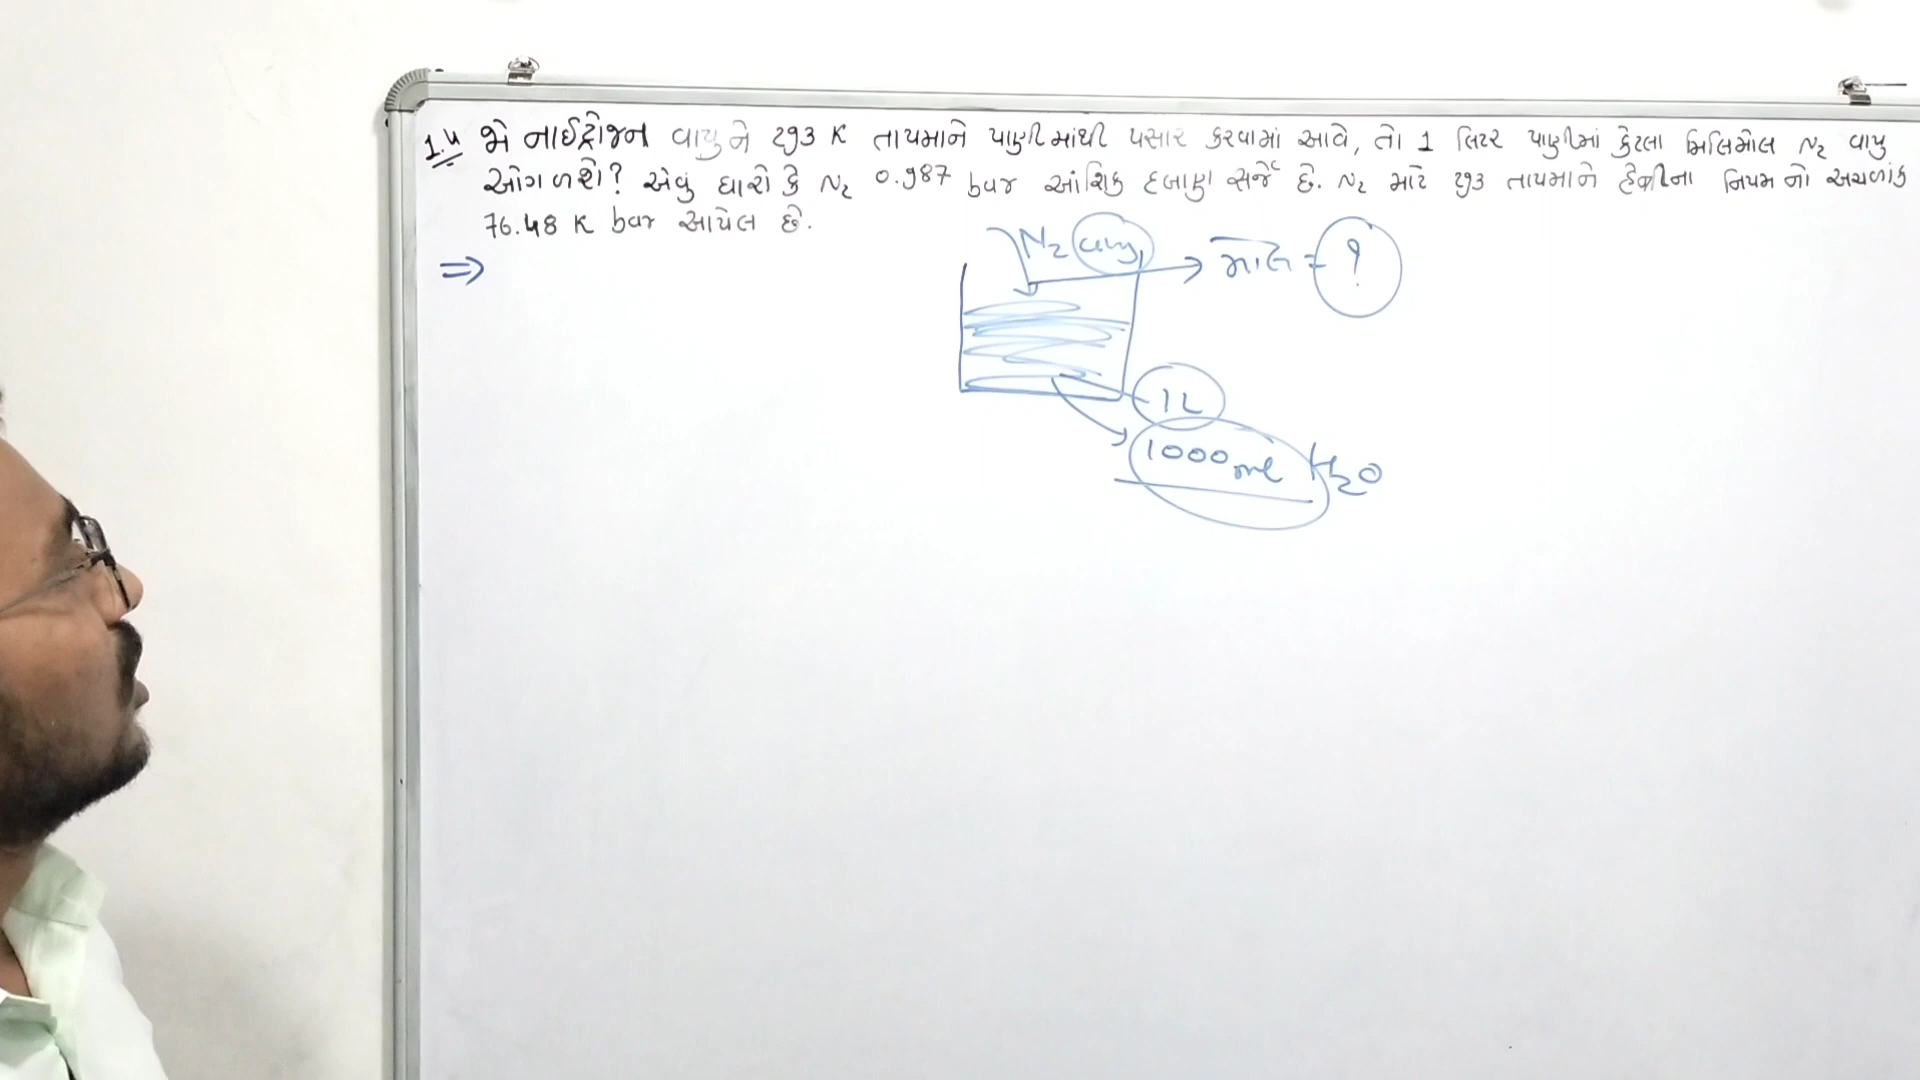 1.4 જો નાઈટ્રોજન વાયુને 293 K તાપમાને પાણીમાંથી પસાર કરવામાં આવે, તો 1 લિટર પાણીમાં કેટલા મિલિમોલ N₂ વાયુ
ઓગળશે? એવું ધારો કે N₂ 0.987 bar આંશિક દબાણ સર્જે છે. N₂ માટે 293 તાપમાને હેન્રીના નિયમ નો અચળાંક
76.48 K bar આપેલ છે.
⇒
N₂ વાયુ → મોલ = ?
1L
1000 ml H₂O